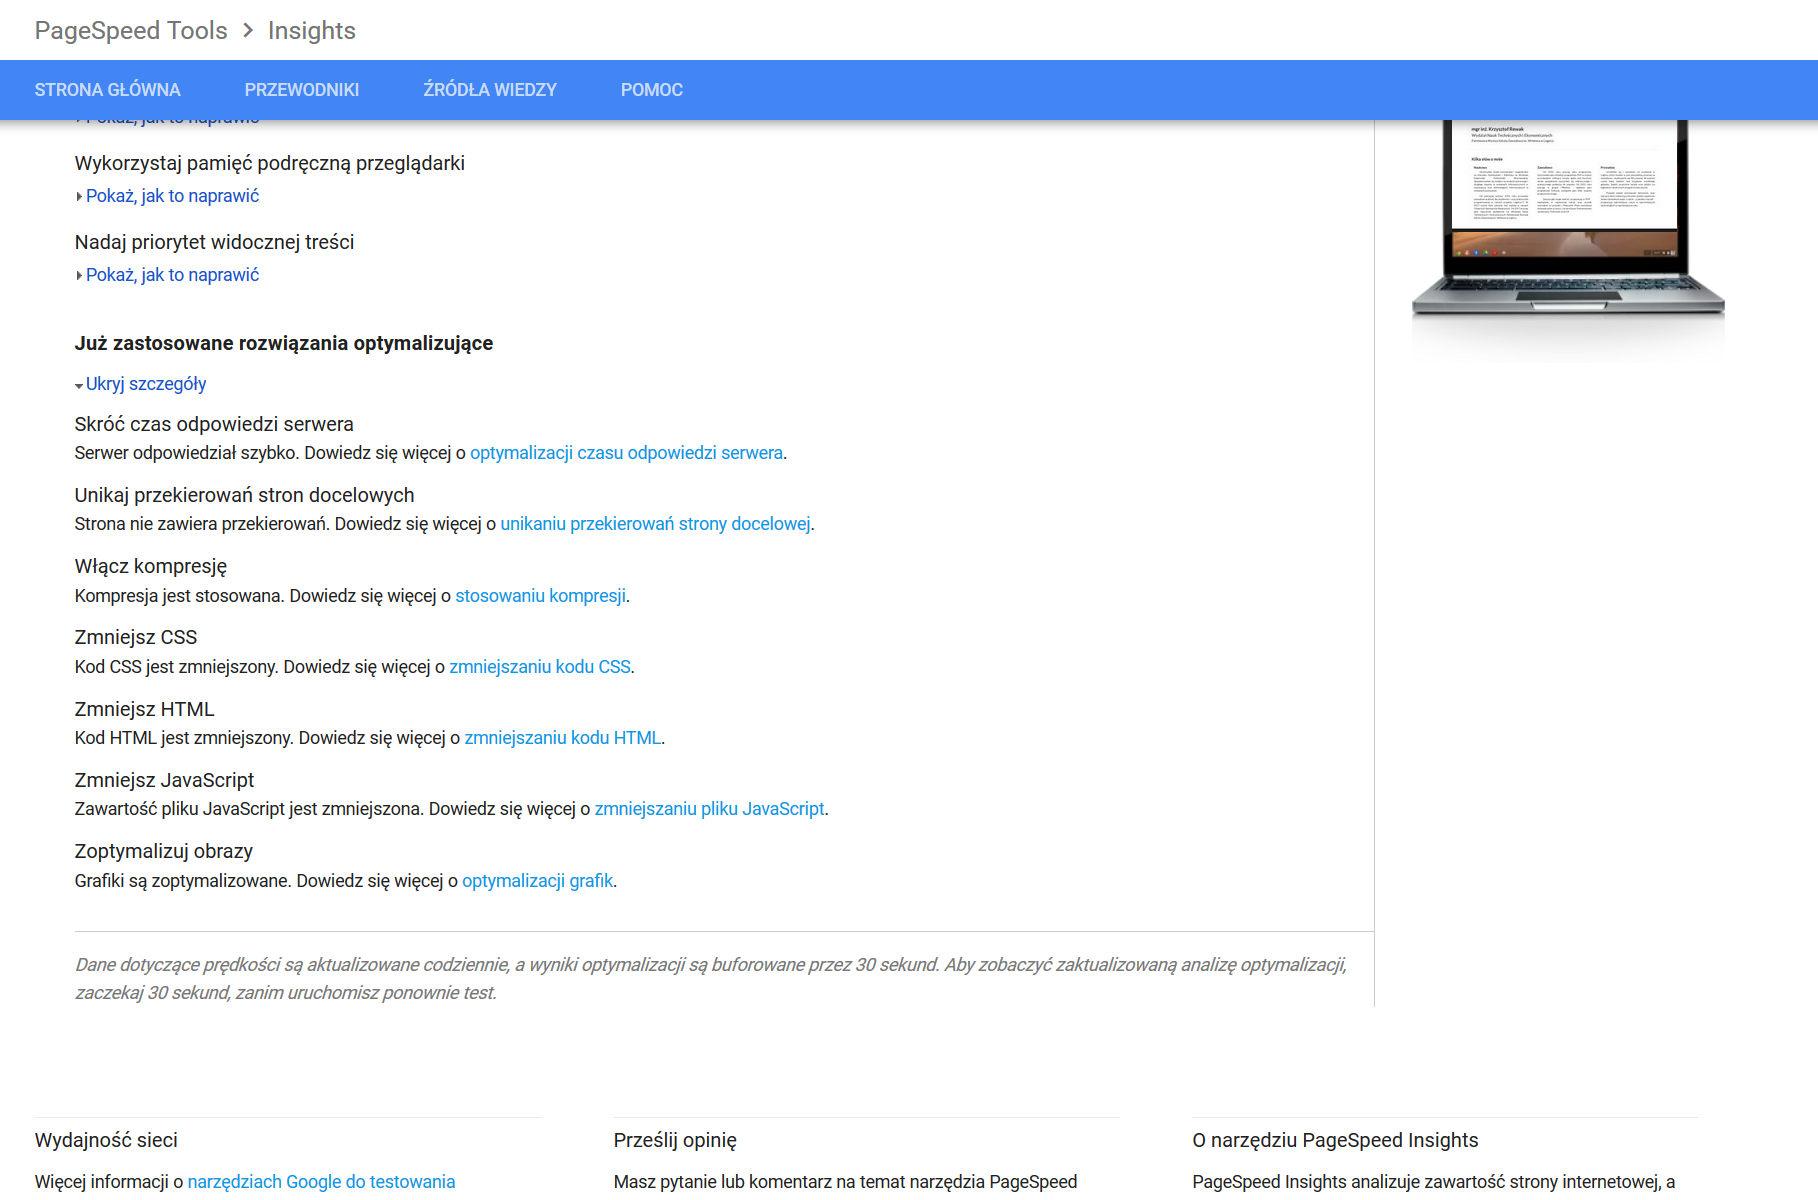 PageSpeed Tools > Insights
STRONA GŁÓWNA PRZEWODNIKI ŹRÓDŁA WIEDZY POMOC
Pokaż, jak to naprawić
Wykorzystaj pamięć podręczną przeglądarki
Pokaż, jak to naprawić
Nadaj priorytet widocznej treści
Pokaż, jak to naprawić
mgr inż. Krzysztof Rewak
Już zastosowane rozwiązania optymalizujące
Ukryj szczegóły
Skróć czas odpowiedzi serwera
Serwer odpowiedział szybko. Dowiedz się więcej o optymalizacji czasu odpowiedzi serwera.
Unikaj przekierowań stron docelowych
Strona nie zawiera przekierowań. Dowiedz się więcej o unikaniu przekierowań strony docelowej.
Włącz kompresję
Kompresja jest stosowana. Dowiedz się więcej o stosowaniu kompresji.
Zmniejsz CSS
Kod CSS jest zmniejszony. Dowiedz się więcej o zmniejszaniu kodu CSS.
Zmniejsz HTML
Kod HTML jest zmniejszony. Dowiedz się więcej o zmniejszaniu kodu HTML.
Zmniejsz JavaScript
Zawartość pliku JavaScript jest zmniejszona. Dowiedz się więcej o zmniejszaniu pliku JavaScript.
Zoptymalizuj obrazy
Grafiki są zoptymalizowane. Dowiedz się więcej o optymalizacji grafik.
Dane dotyczące prędkości są aktualizowane codziennie, a wyniki optymalizacji są buforowane przez 30 sekund. Aby zobaczyć zaktualizowaną analizę optymalizacji,
zaczekaj 30 sekund, zanim uruchomisz ponownie test.
Wydajność sieci
Więcej informacji o narzędziach Google do testowania
Prześlij opinię
Masz pytanie lub komentarz na temat narzędzia PageSpeed
O narzędziu PageSpeed Insights
PageSpeed Insights analizuje zawartość strony internetowej, a